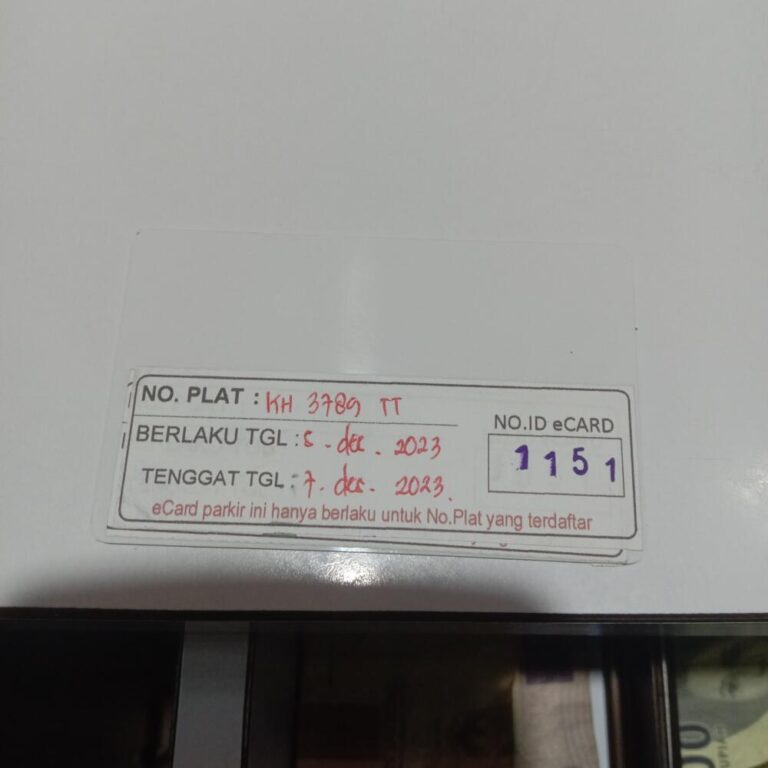 NO. PLAT : KH 3789 TT
BERLAKU TGL : 5 - dec . 2023
TENGGAT TGL : 7 . dec - 2023.
NO.ID eCARD
1151
eCard parkir ini hanya berlaku untuk No.Plat yang terdaftar